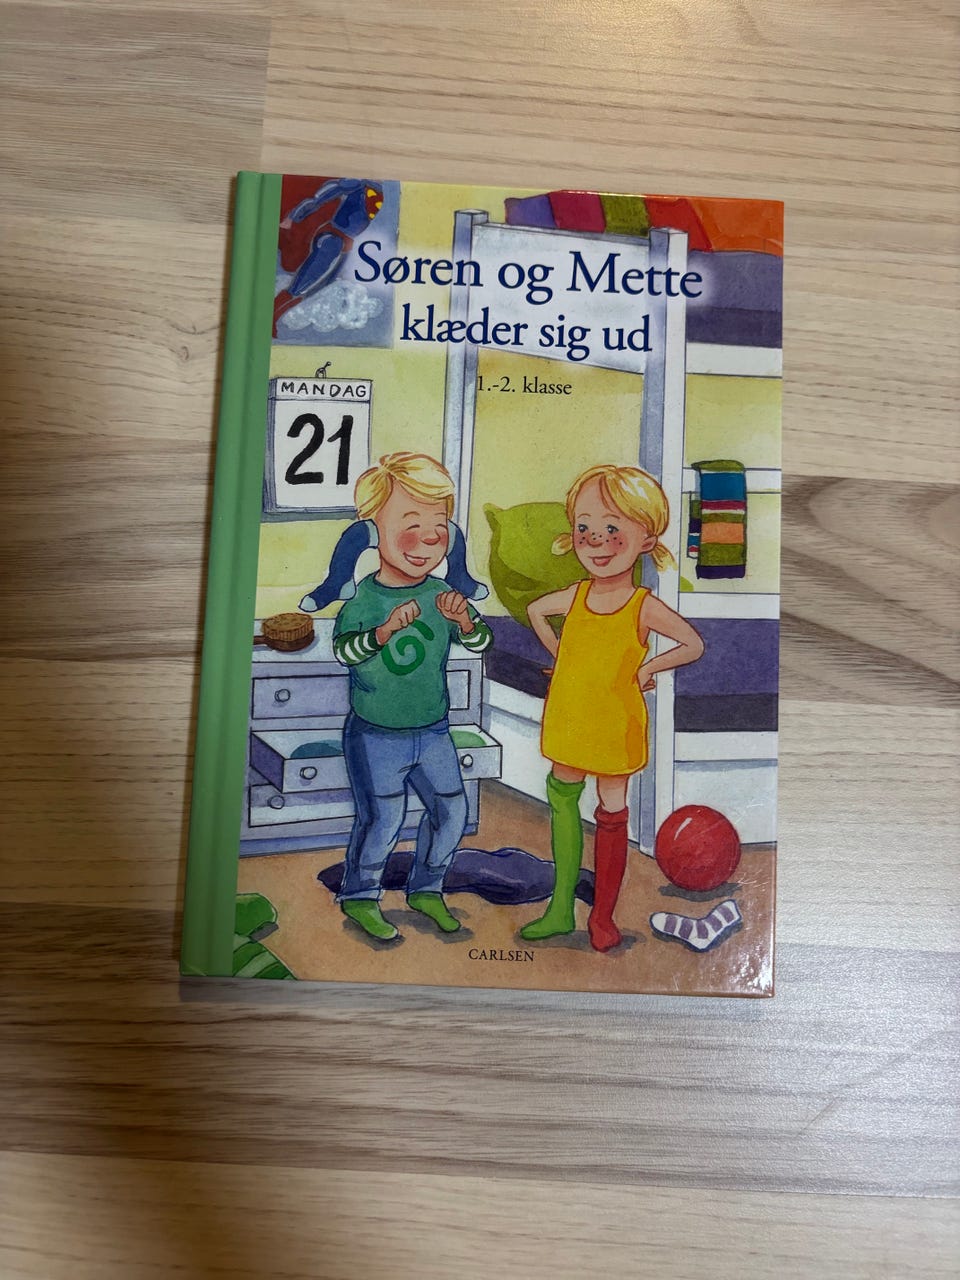 Søren og Mette
klæder sig ud
1.-2. klasse
MANDAG
21
CARLSEN